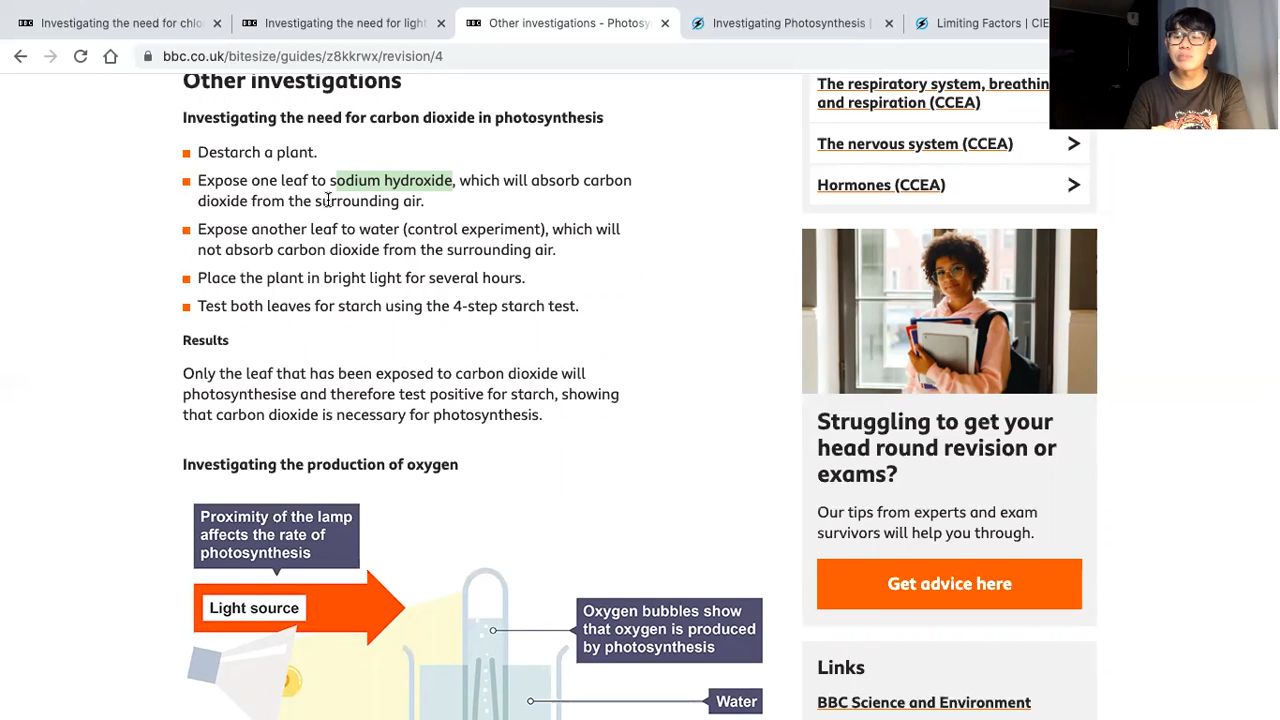 Investigating the need for chlo
Investigating the need for light
Other investigations - Photosy
Investigating Photosynthesis |
Limiting Factors | CIE
bbc.co.uk/bitesize/guides/z8kkrwx/revision/4
Other investigations
Investigating the need for carbon dioxide in photosynthesis
Destarch a plant.
Expose one leaf to sodium hydroxide, which will absorb carbon
dioxide from the surrounding air.
Expose another leaf to water (control experiment), which will
not absorb carbon dioxide from the surrounding air.
Place the plant in bright light for several hours.
Test both leaves for starch using the 4-step starch test.
Results
Only the leaf that has been exposed to carbon dioxide will
photosynthesise and therefore test positive for starch, showing
that carbon dioxide is necessary for photosynthesis.
Investigating the production of oxygen
Proximity of the lamp
affects the rate of
photosynthesis
Light source
Oxygen bubbles show
that oxygen is produced
by photosynthesis
Water
The respiratory system, breathin
and respiration (CCEA)
The nervous system (CCEA)
Hormones (CCEA)
Struggling to get your
head round revision or
exams?
Our tips from experts and exam
survivors will help you through.
Get advice here
Links
BBC Science and Environment